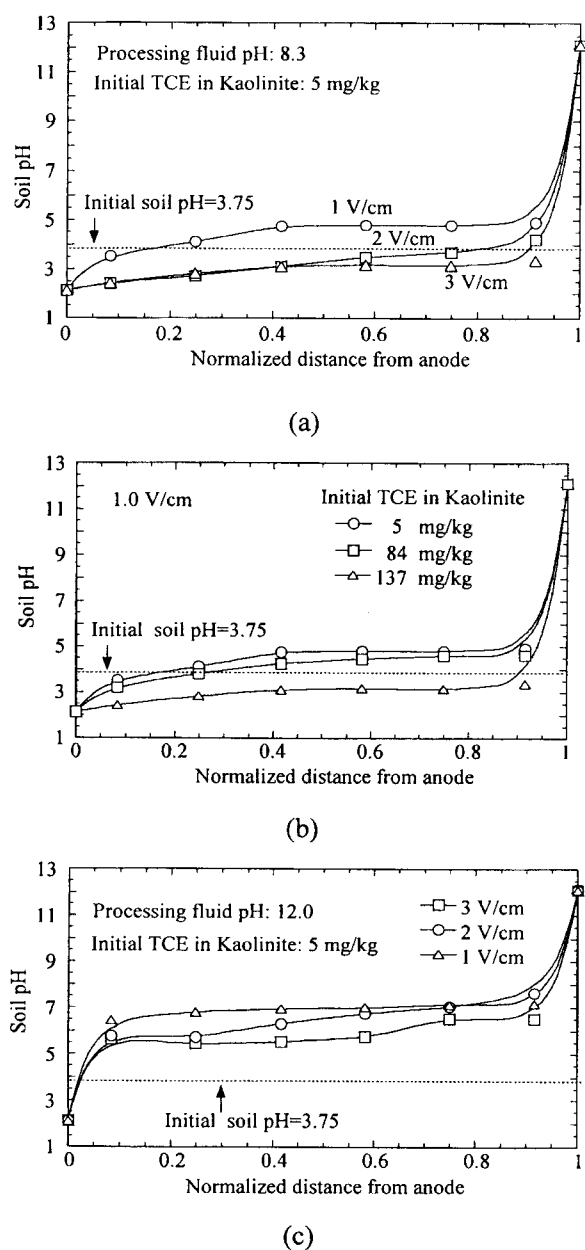 13
11
9
7
5
3
1
Soil pH
Processing fluid pH: 8.3
Initial TCE in Kaolinite: 5 mg/kg
Initial soil pH=3.75
1 V/cm
2 V/cm
3 V/cm
0 0.2 0.4 0.6 0.8 1
Normalized distance from anode
(a)
13
11
9
7
5
3
1
Soil pH
1.0 V/cm
Initial TCE in Kaolinite
5 mg/kg
84 mg/kg
137 mg/kg
Initial soil pH=3.75
0 0.2 0.4 0.6 0.8 1
Normalized distance from anode
(b)
13
11
9
7
5
3
1
Soil pH
Processing fluid pH: 12.0
Initial TCE in Kaolinite: 5 mg/kg
3 V/cm
2 V/cm
1 V/cm
Initial soil pH=3.75
0 0.2 0.4 0.6 0.8 1
Normalized distance from anode
(c)